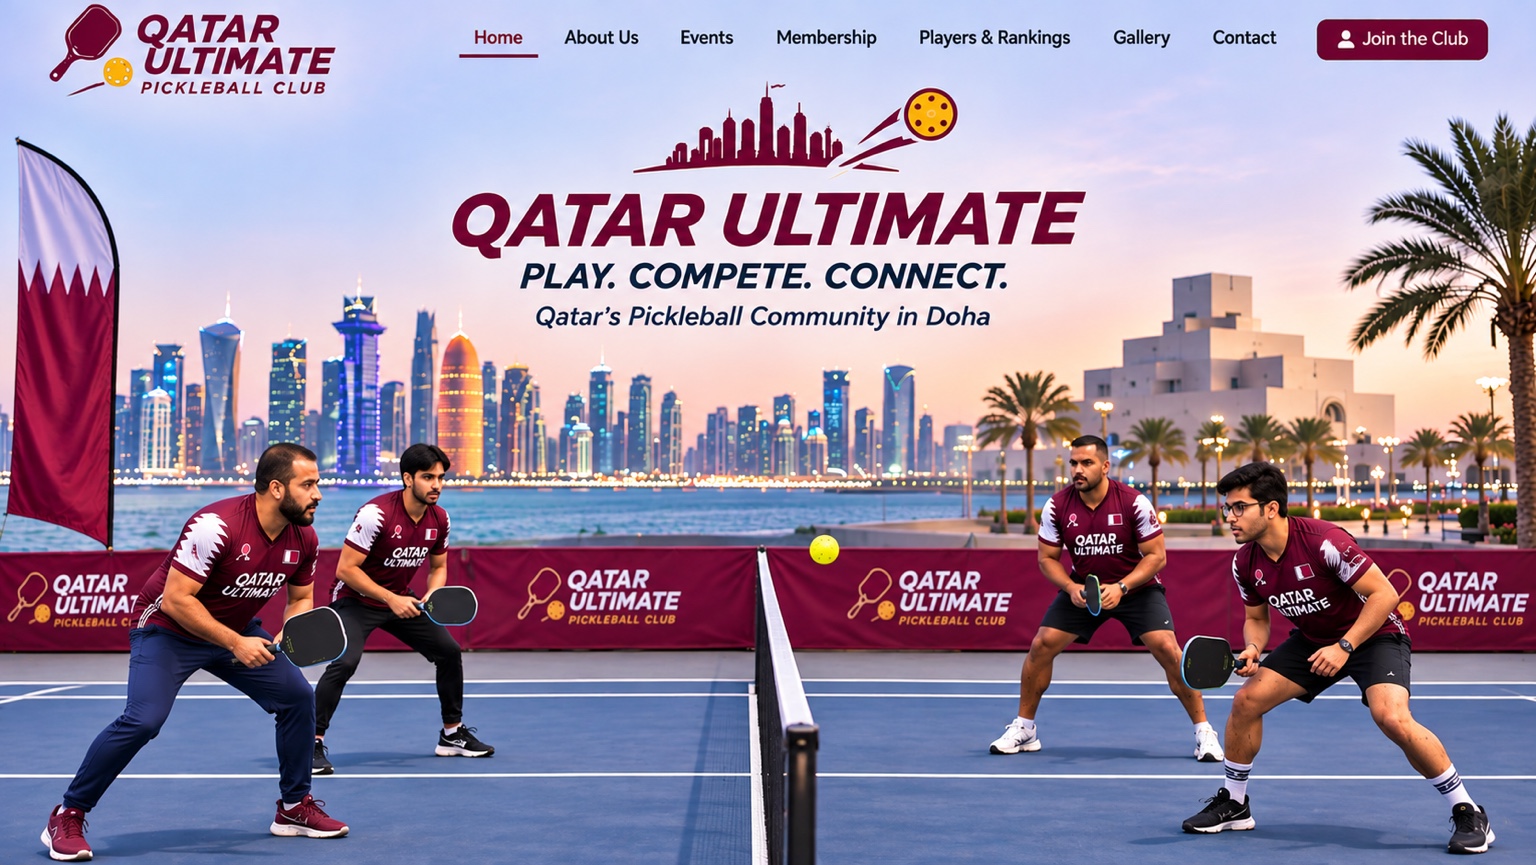 QATAR
ULTIMATE
PICKLEBALL CLUB
Home
About Us
Events
Membership
Players & Rankings
Gallery
Contact
Join the Club
QATAR ULTIMATE
PLAY. COMPETE. CONNECT.
Qatar's Pickleball Community in Doha
QATAR
ULTIMATE
QATAR
ULTIMATE
QATAR
ULTIMATE
QATAR
ULTIMATE
QATAR
ULTIM
PICKLEBALL
QATAR
ULTIMATE
PICKLEBALL CLUB
QATAR
ULTIMATE
PICKLEBALL CLUB
QATAR
ULTIMATE
PICKLEBALL CLUB